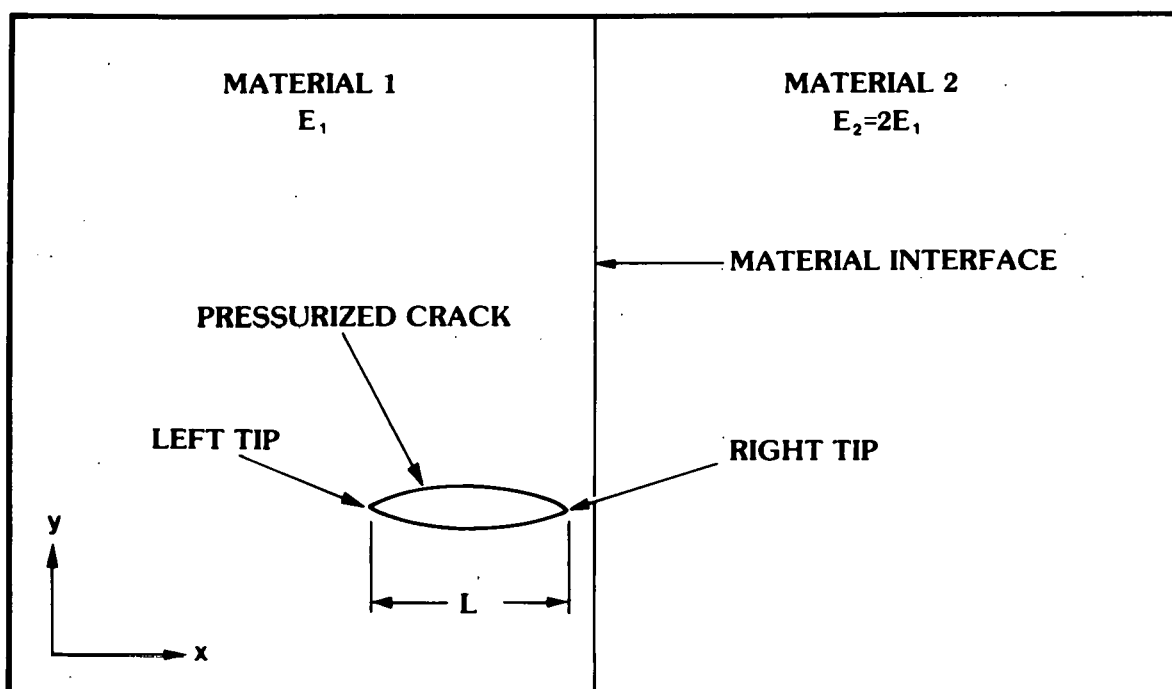 MATERIAL 1
E₁
MATERIAL 2
E₂=2E₁
MATERIAL INTERFACE
PRESSURIZED CRACK
LEFT TIP
RIGHT TIP
y
L
x